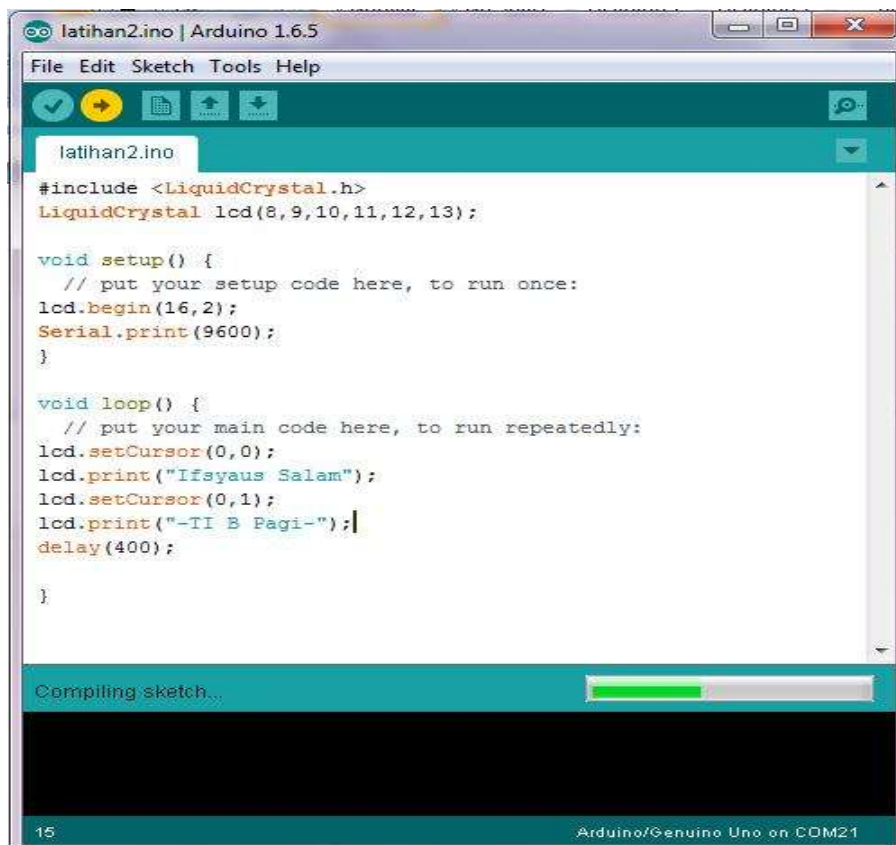 latihan2.ino | Arduino 1.6.5
File Edit Sketch Tools Help
latihan2.ino
#include <LiquidCrystal.h>
LiquidCrystal lcd(8,9,10,11,12,13);
void setup() {
// put your setup code here, to run once:
lcd.begin(16,2);
Serial.print(9600);
}
void loop() {
// put your main code here, to run repeatedly:
lcd.setCursor(0,0);
lcd.print("Ifsyaus Salam");
lcd.setCursor(0,1);
lcd.print("-TI B Pagi-");
delay(400);
}
Compiling sketch...
15 Arduino/Genuino Uno on COM21